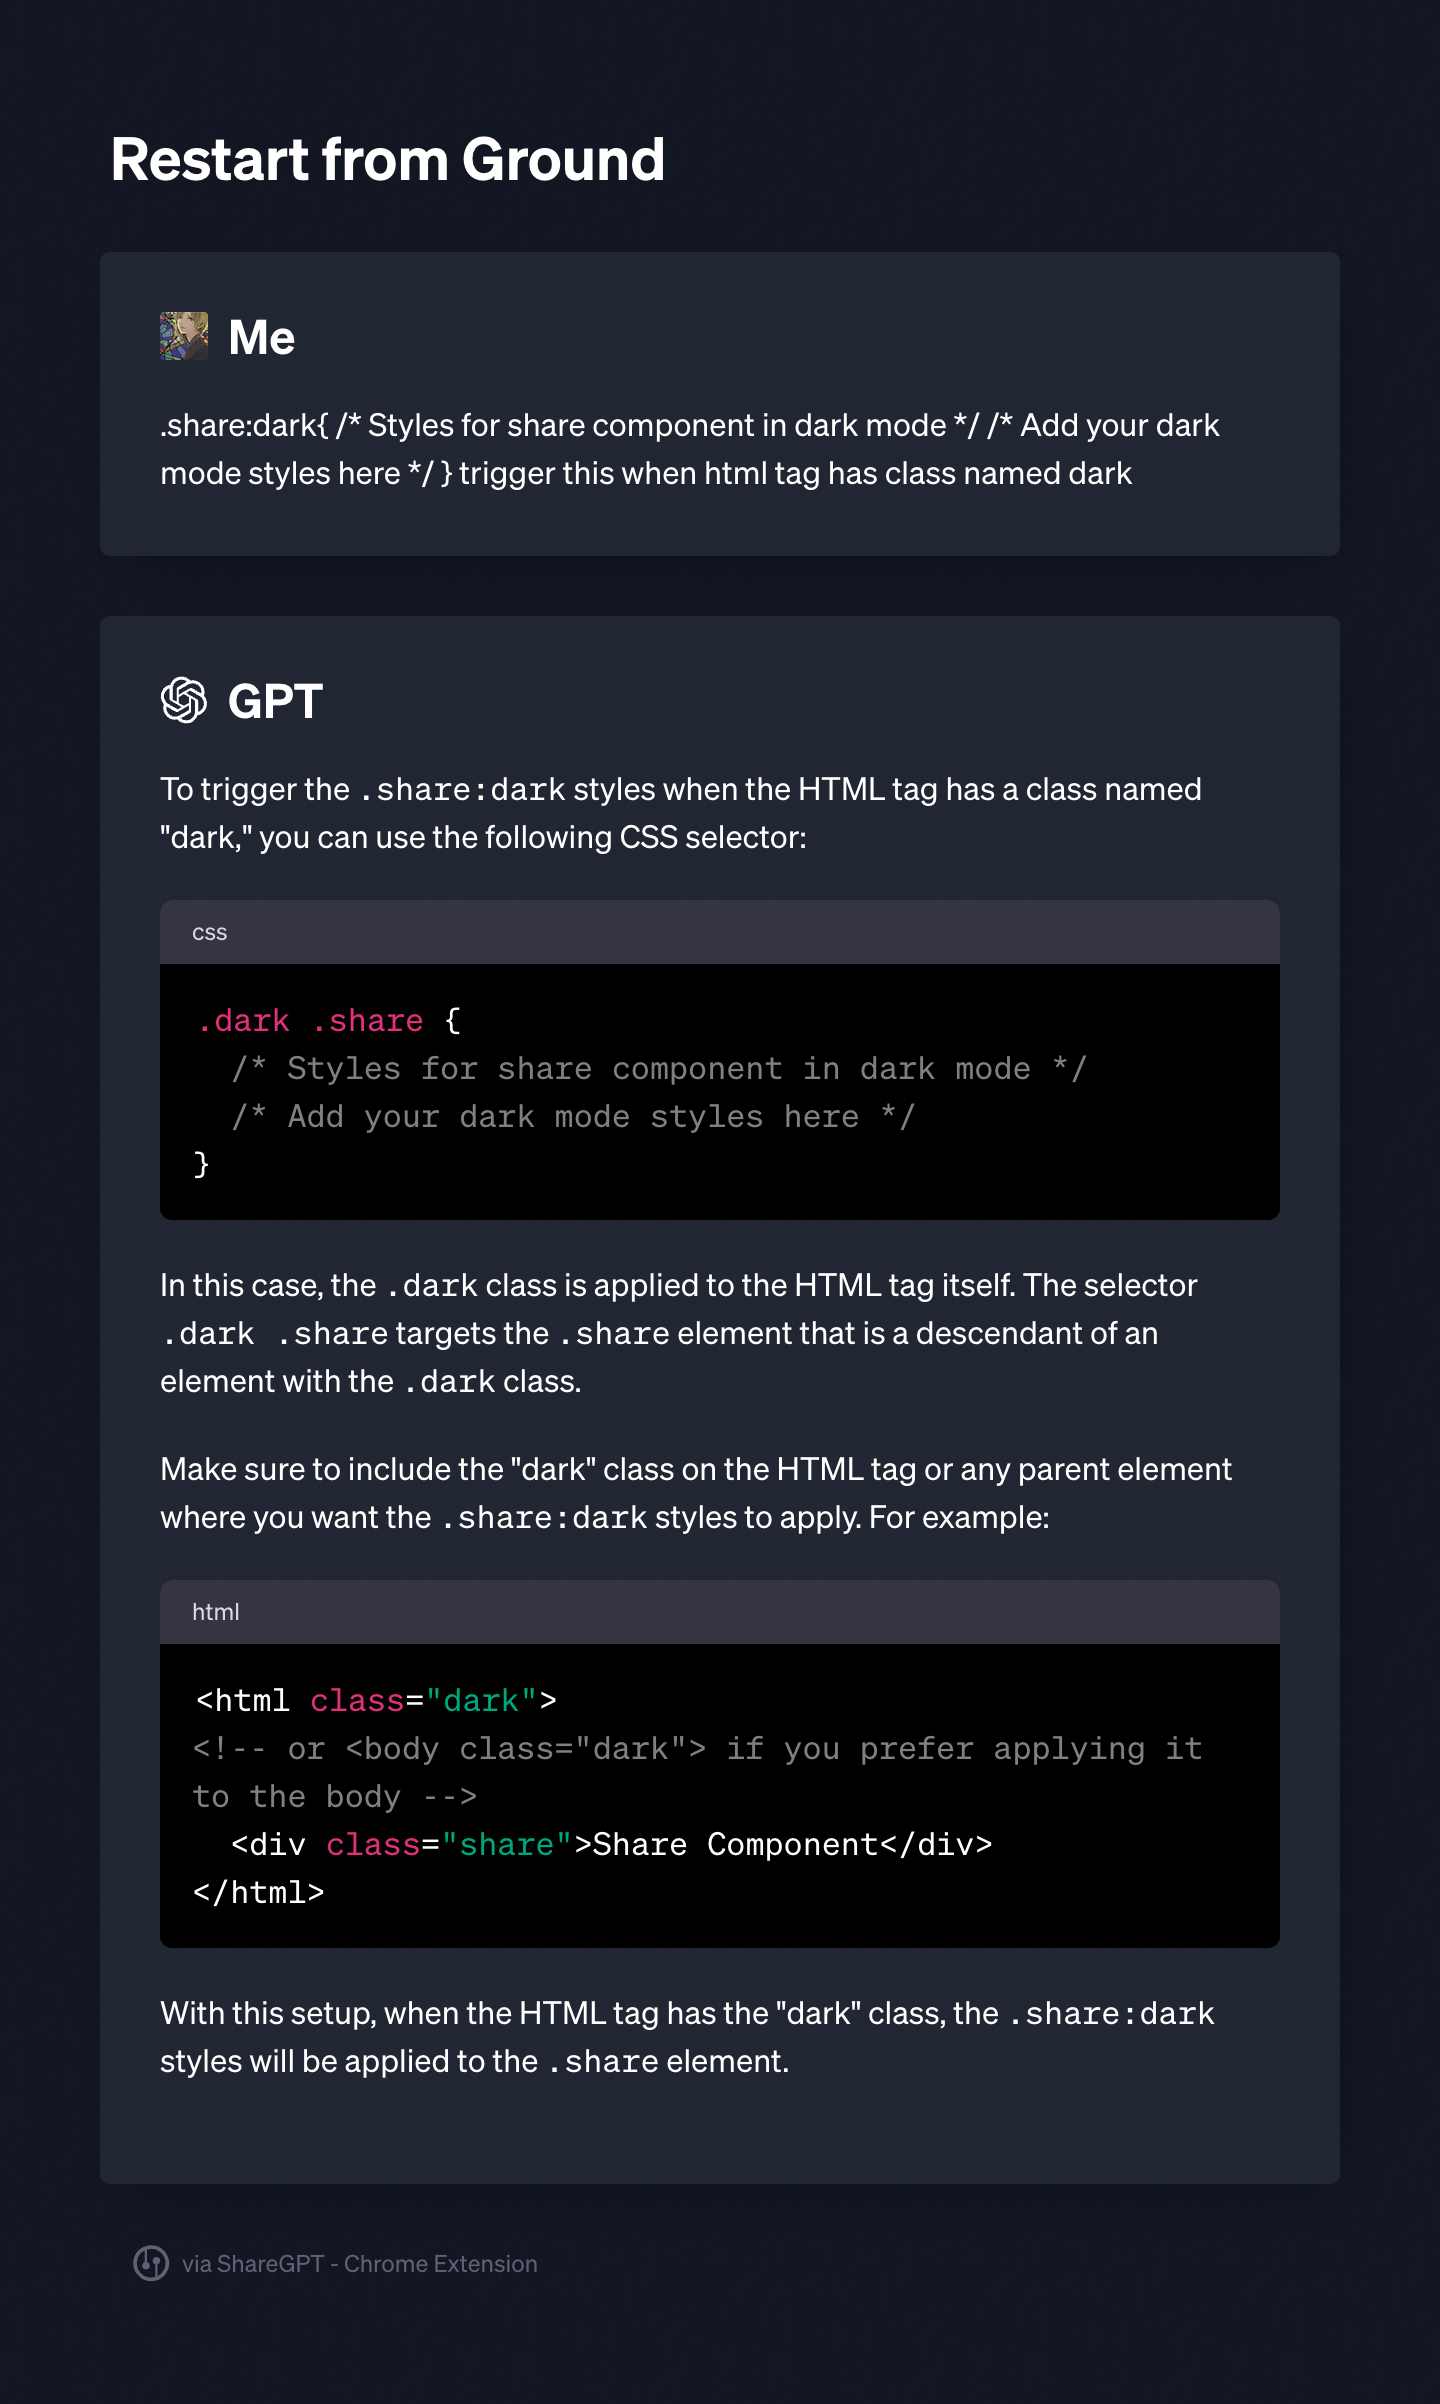 Restart from Ground
Me
.share:dark{ /* Styles for share component in dark mode */ /* Add your dark
mode styles here */ } trigger this when html tag has class named dark
GPT
To trigger the .share:dark styles when the HTML tag has a class named
"dark," you can use the following CSS selector:
css
.dark .share {
  /* Styles for share component in dark mode */
  /* Add your dark mode styles here */
}
In this case, the .dark class is applied to the HTML tag itself. The selector
.dark .share targets the .share element that is a descendant of an
element with the .dark class.
Make sure to include the "dark" class on the HTML tag or any parent element
where you want the .share:dark styles to apply. For example:
html
<html class="dark">
<!-- or <body class="dark"> if you prefer applying it
to the body -->
  <div class="share">Share Component</div>
</html>
With this setup, when the HTML tag has the "dark" class, the .share:dark
styles will be applied to the .share element.
via ShareGPT - Chrome Extension